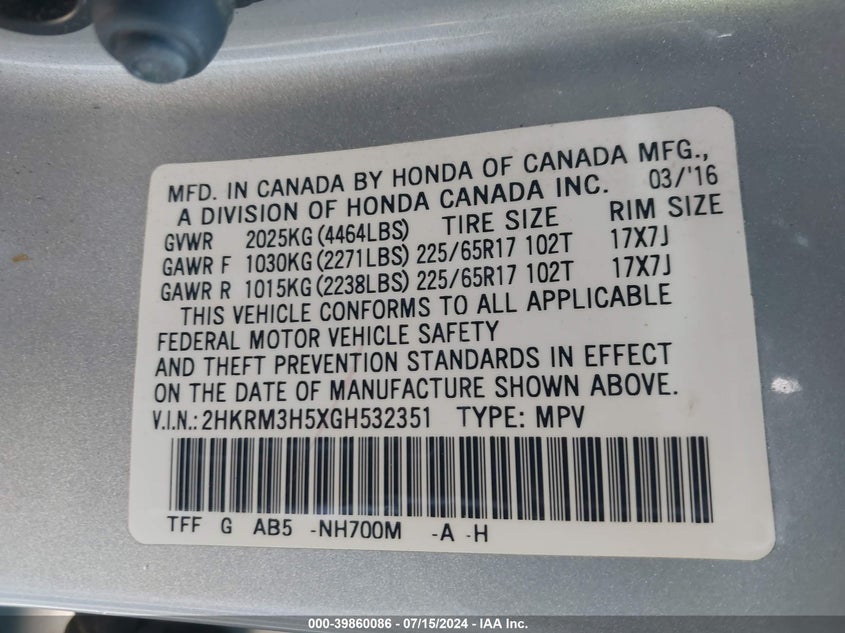 MFD. IN CANADA BY HONDA OF CANADA MFG.,
A DIVISION OF HONDA CANADA INC. 03/'16
GVWR 2025KG (4464LBS) TIRE SIZE RIM SIZE
GAWR F 1030KG (2271LBS) 225/65R17 102T 17X7J
GAWR R 1015KG (2238LBS) 225/65R17 102T 17X7J
THIS VEHICLE CONFORMS TO ALL APPLICABLE
FEDERAL MOTOR VEHICLE SAFETY
AND THEFT PREVENTION STANDARDS IN EFFECT
ON THE DATE OF MANUFACTURE SHOWN ABOVE.
V.I.N.: 2HKRM3H5XGH532351 TYPE: MPV
TFF G AB5 -NH700M -A -H
000-39860086 - 07/15/2024 - IAA Inc.